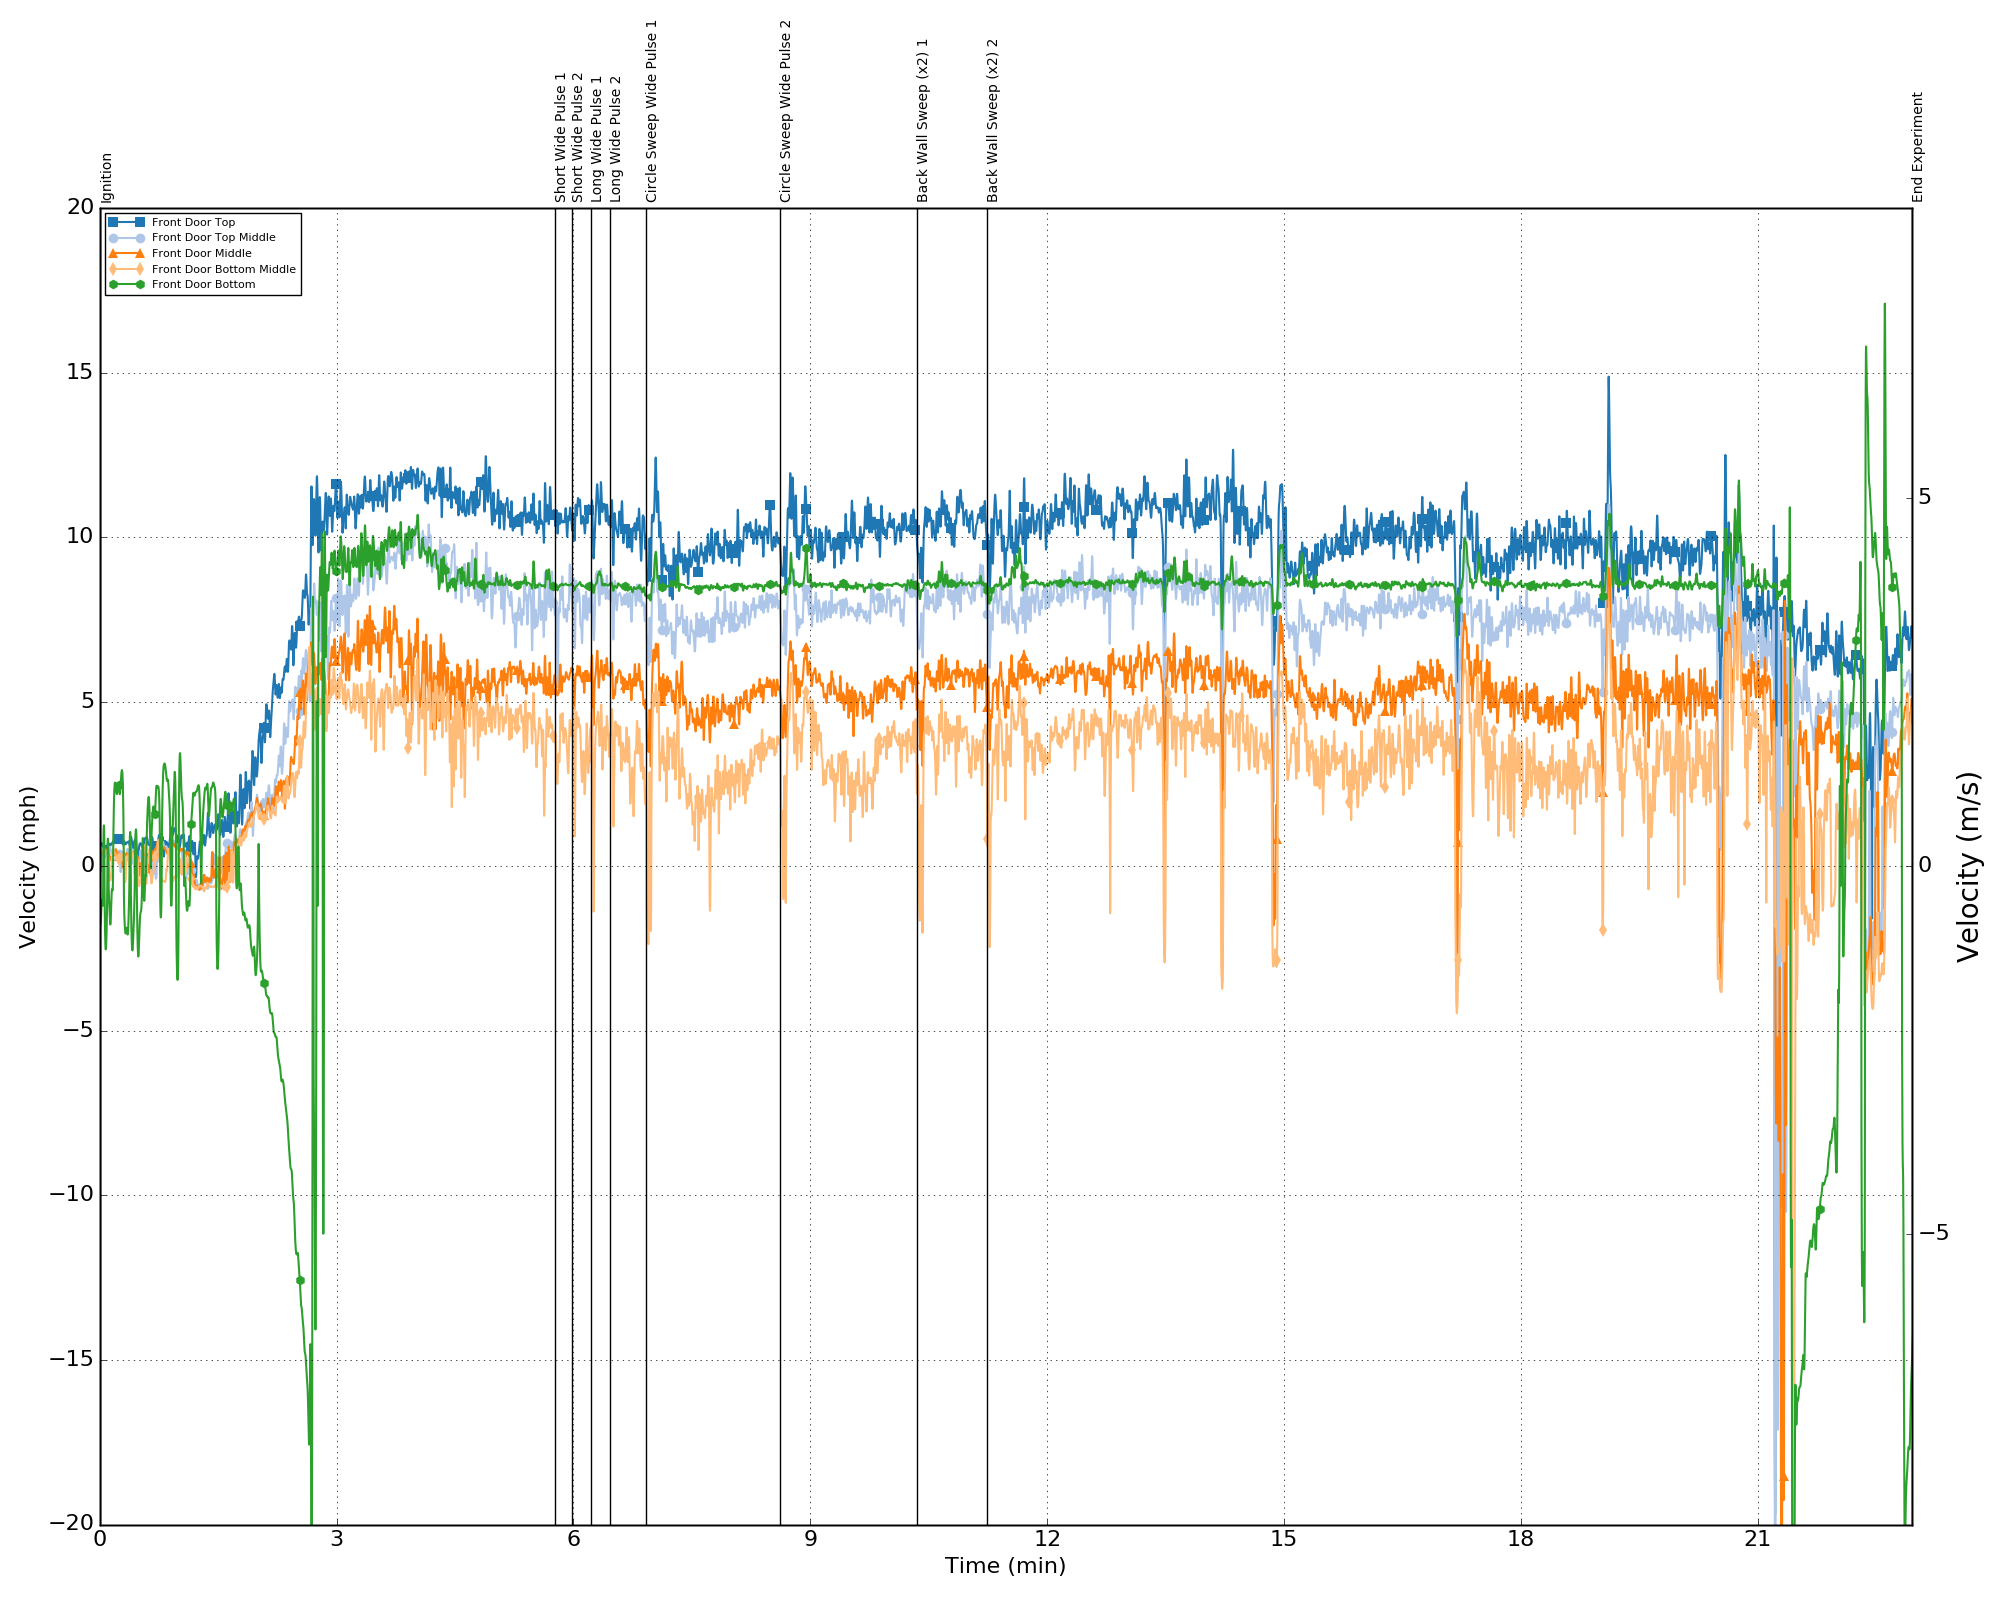 Ignition
Short Wide Pulse 1
Short Wide Pulse 2
Long Wide Pulse 1
Long Wide Pulse 2
Circle Sweep Wide Pulse 1
Circle Sweep Wide Pulse 2
Back Wall Sweep (x2) 1
Back Wall Sweep (x2) 2
End Experiment
Front Door Top
Front Door Top Middle
Front Door Middle
Front Door Bottom Middle
Front Door Bottom
20
15
10
5
0
−5
−10
−15
−20
Velocity (mph)
5
0
−5
Velocity (m/s)
0 3 6 9 12 15 18 21
Time (min)